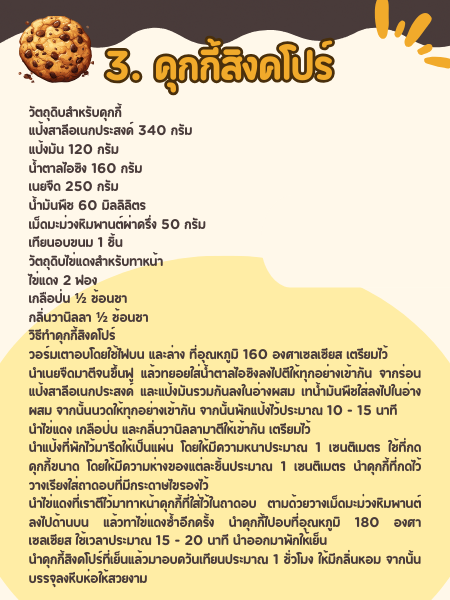 3. คุกกี้สิงคโปร์
วัตถุดิบสำหรับคุกกี้
แป้งสาลีอเนกประสงค์ 340 กรัม
แป้งมัน 120 กรัม
น้ำตาลไอซิง 160 กรัม
เนยจืด 250 กรัม
น้ำมันพืช 60 มิลลิลิตร
เม็ดมะม่วงหิมพานต์ผ่าครึ่ง 50 กรัม
เทียนอบขนม 1 ชิ้น
วัตถุดิบไข่แดงสำหรับทาหน้า
ไข่แดง 2 ฟอง
เกลือป่น ½ ช้อนชา
กลิ่นวานิลลา ½ ช้อนชา
วิธีทำคุกกี้สิงคโปร์
วอร์มเตาอบโดยใช้ไฟบน และล่าง ที่อุณหภูมิ 160 องศาเซลเซียส เตรียมไว้
นำเนยจืดมาตีจนขึ้นฟู แล้วทยอยใส่น้ำตาลไอซิงลงไปตีให้ทุกอย่างเข้ากัน จากร่อน
แป้งสาลีอเนกประสงค์ และแป้งมันรวมกันลงในอ่างผสม เทน้ำมันพืชใส่ลงไปในอ่าง
ผสม จากนั้นนวดให้ทุกอย่างเข้ากัน จากนั้นพักแป้งไว้ประมาณ 10 - 15 นาที
นำไข่แดง เกลือป่น และกลิ่นวานิลลามาตีให้เข้ากัน เตรียมไว้
นำแป้งที่พักไว้มารีดให้เป็นแผ่น โดยให้มีความหนาประมาณ 1 เซนติเมตร ใช้ที่กด
คุกกี้ขนาด โดยให้มีความห่างของแต่ละชิ้นประมาณ 1 เซนติเมตร นำคุกกี้ที่กดไว้
วางเรียงใส่ถาดอบที่มีกระดาษไขรองไว้
นำไข่แดงที่เราตีไว้มาทาหน้าคุกกี้ที่ใส่ไว้ในถาดอบ ตามด้วยวางเม็ดมะม่วงหิมพานต์
ลงไปด้านบน แล้วทาไข่แดงซ้ำอีกครั้ง นำคุกกี้ไปอบที่อุณหภูมิ 180 องศา
เซลเซียส ใช้เวลาประมาณ 15 - 20 นาที นำออกมาพักให้เย็น
นำคุกกี้สิงคโปร์ที่เย็นแล้วมาอบควันเทียนประมาณ 1 ชั่วโมง ให้มีกลิ่นหอม จากนั้น
บรรจุลงหีบห่อให้สวยงาม